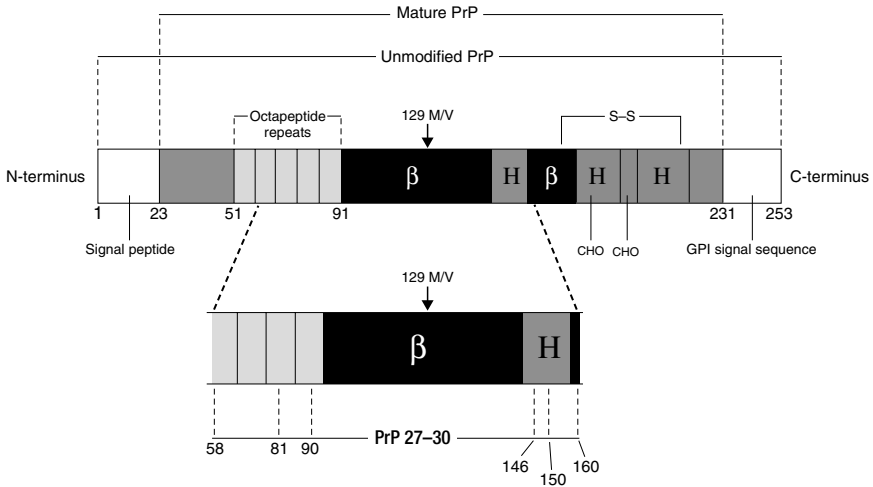 Mature PrP
Unmodified PrP
Octapeptide
repeats
129 M/V
S–S
N-terminus
β
H
β
H
H
C-terminus
1
23
51
91
231
253
Signal peptide
CHO
CHO
GPI signal sequence
129 M/V
β
H
PrP 27–30
58
81
90
146
150
160